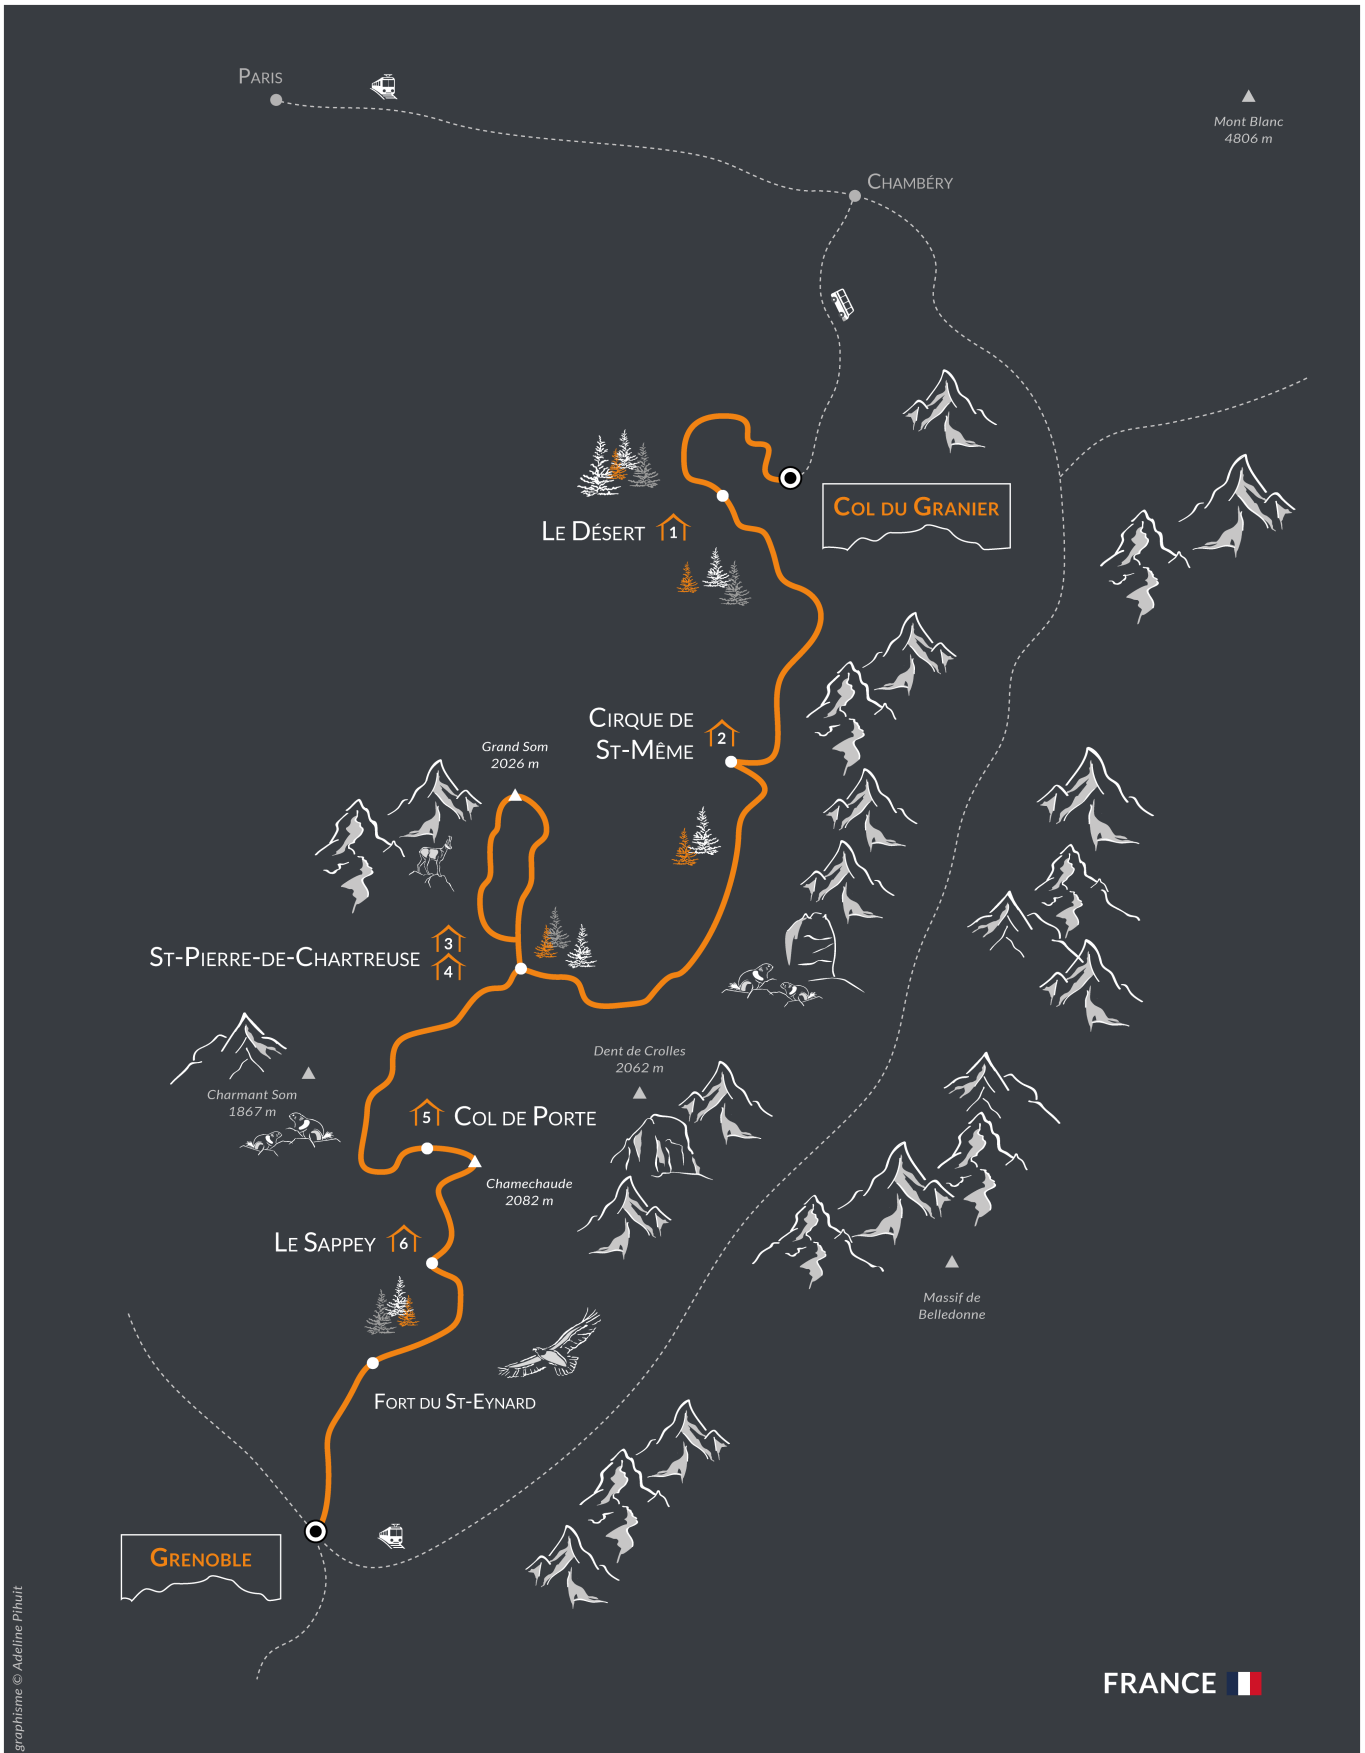 PARIS
Mont Blanc
4806 m
CHAMBÉRY
COL DU GRANIER
LE DÉSERT
1
CIRQUE DE
ST-MÊME
2
Grand Som
2026 m
ST-PIERRE-DE-CHARTREUSE
3
4
Dent de Crolles
2062 m
Charmant Som
1867 m
5
COL DE PORTE
Chamechaude
2082 m
LE SAPPEY
6
Massif de
Belledonne
FORT DU ST-EYNARD
GRENOBLE
graphisme © Adeline Pihuit
FRANCE